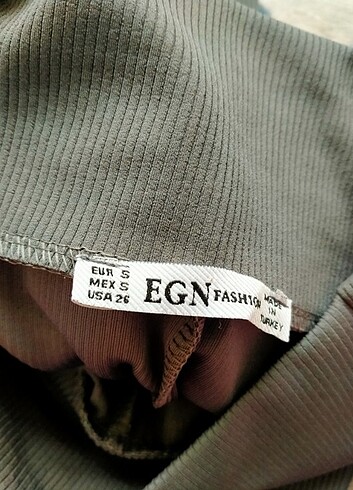 EUR S
MEX S
USA 26
EGN FASHION
MADE
IN
TURKEY